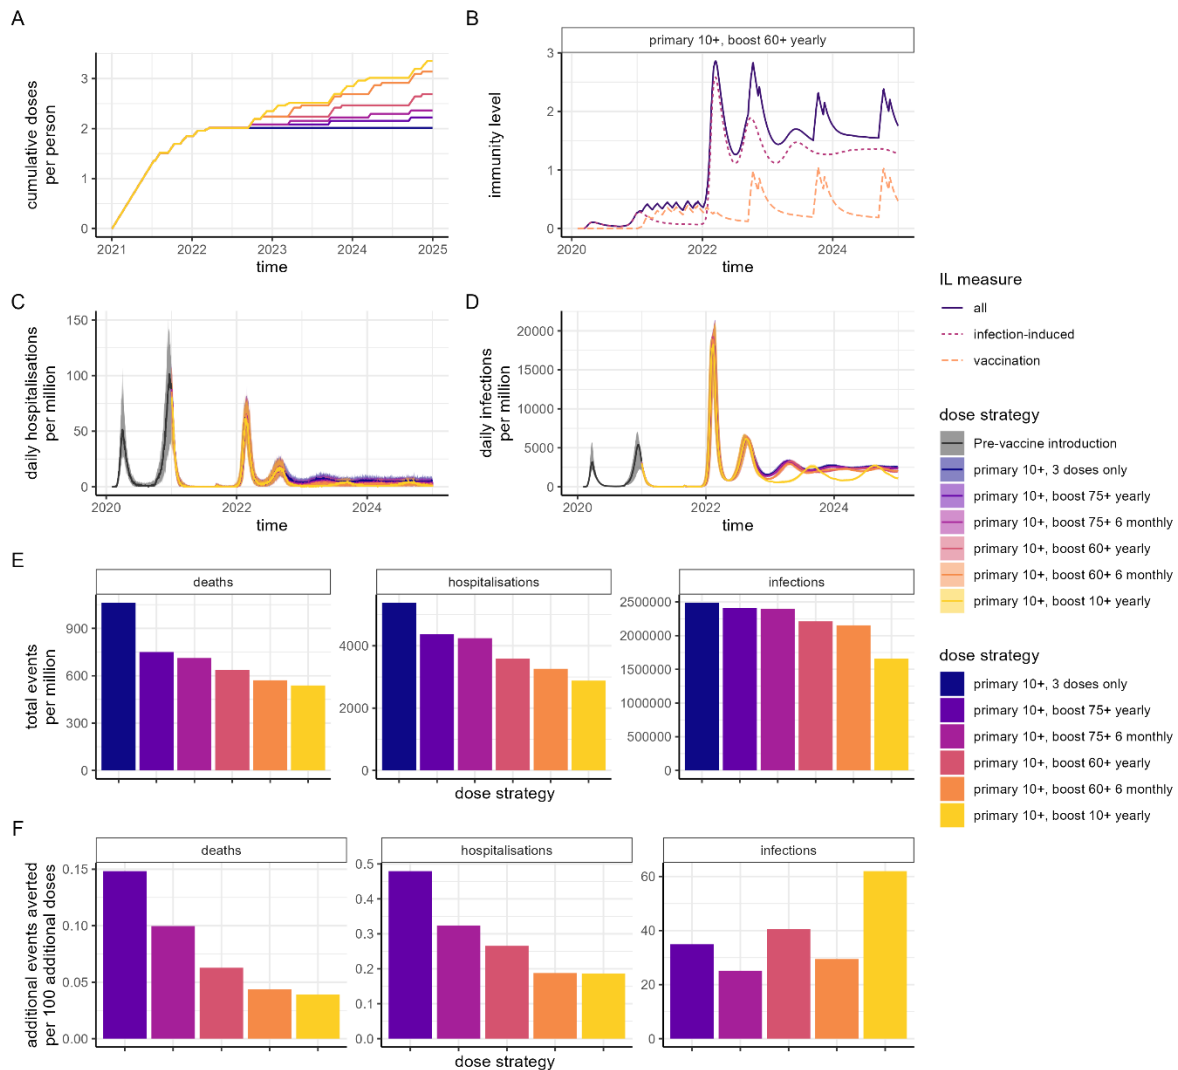 A
cumulative doses
per person
3
2
1
0
2021
2022
2023
2024
2025
time
B
primary 10+, boost 60+ yearly
immunity level
3
2
1
0
2020
2022
2024
time
C
daily hospitalisations
per million
150
100
50
0
2020
2022
2024
time
D
daily infections
per million
20000
15000
10000
5000
0
2020
2022
2024
time
IL measure
all
infection-induced
vaccination
dose strategy
Pre-vaccine introduction
primary 10+, 3 doses only
primary 10+, boost 75+ yearly
primary 10+, boost 75+ 6 monthly
primary 10+, boost 60+ yearly
primary 10+, boost 60+ 6 monthly
primary 10+, boost 10+ yearly
dose strategy
primary 10+, 3 doses only
primary 10+, boost 75+ yearly
primary 10+, boost 75+ 6 monthly
primary 10+, boost 60+ yearly
primary 10+, boost 60+ 6 monthly
primary 10+, boost 10+ yearly
E
total events
per million
deaths
900
600
300
0
hospitalisations
4000
2000
0
infections
2500000
2000000
1500000
1000000
500000
0
dose strategy
F
additional events averted
per 100 additional doses
deaths
0.15
0.10
0.05
0.00
hospitalisations
0.5
0.4
0.3
0.2
0.1
0.0
infections
60
40
20
0
dose strategy